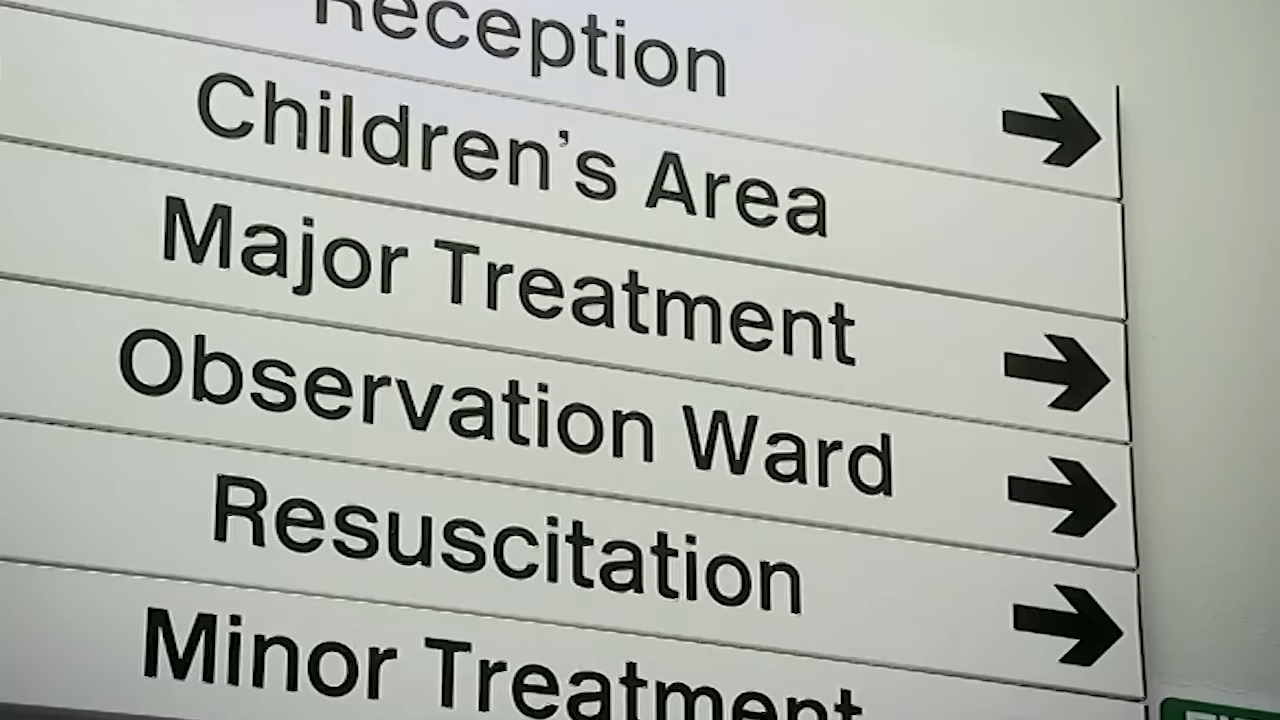 Reception
Children's Area
Major Treatment
Observation Ward
Resuscitation
Minor Treatment